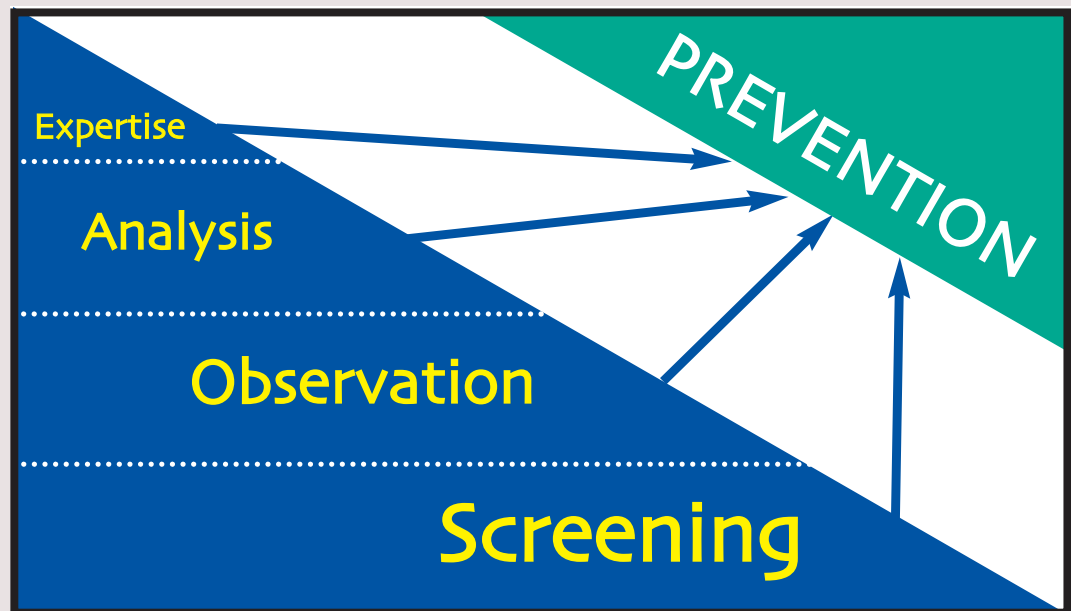 PREVENTION
Expertise
Analysis
Observation
Screening